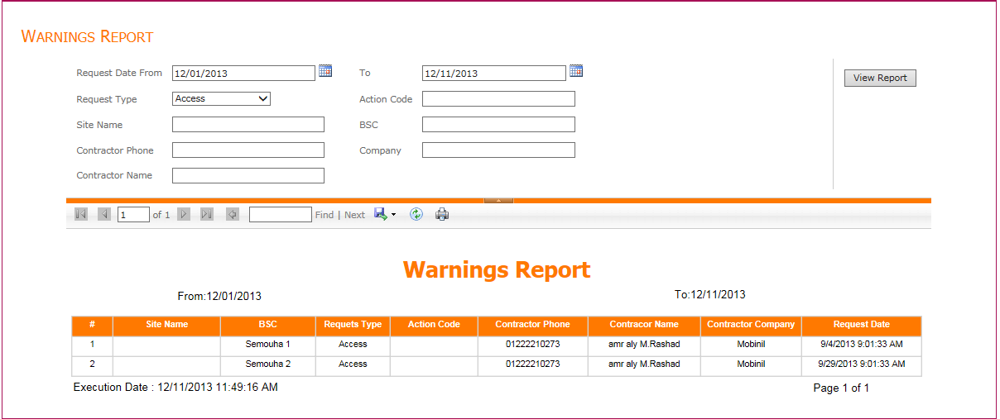 WARNINGS REPORT
Request Date From 12/01/2013 To 12/11/2013 View Report
Request Type Access Action Code
Site Name BSC
Contractor Phone Company
Contractor Name
1 of 1 Find | Next
Warnings Report
From:12/01/2013 To:12/11/2013
# Site Name BSC Requets Type Action Code Contractor Phone Contracor Name Contractor Company Request Date
1 Semouha 1 Access 01222210273 amr aly M.Rashad Mobinil 9/4/2013 9:01:33 AM
2 Semouha 2 Access 01222210273 amr aly M.Rashad Mobinil 9/29/2013 9:01:33 AM
Execution Date : 12/11/2013 11:49:16 AM Page 1 of 1